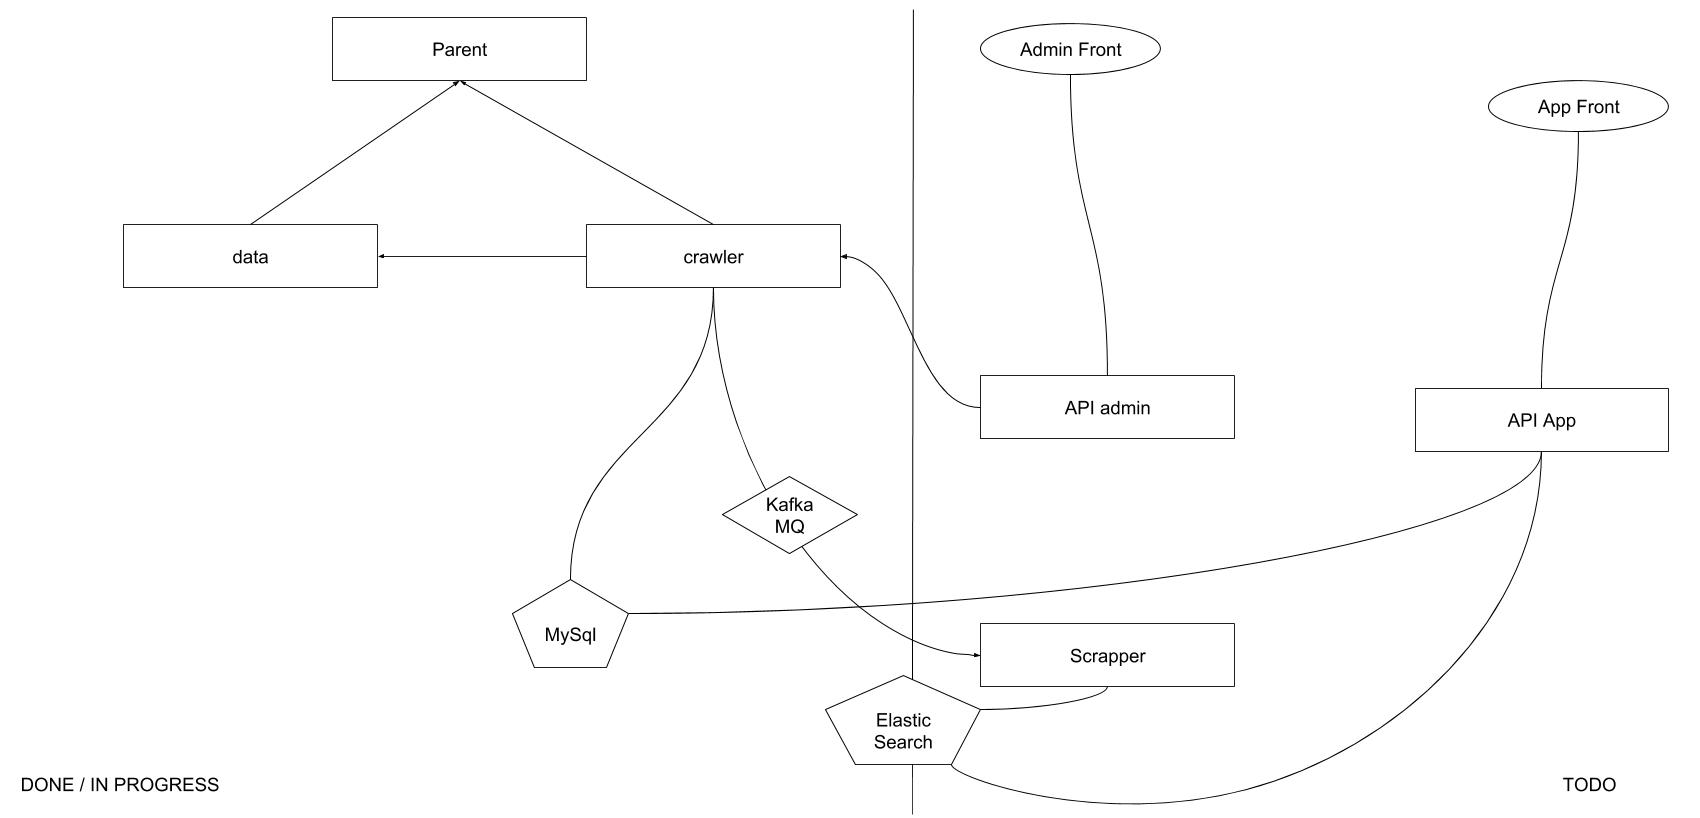 Parent
Admin Front
App Front
data
crawler
API admin
API App
Kafka
MQ
MySql
Scrapper
Elastic
Search
DONE / IN PROGRESS
TODO